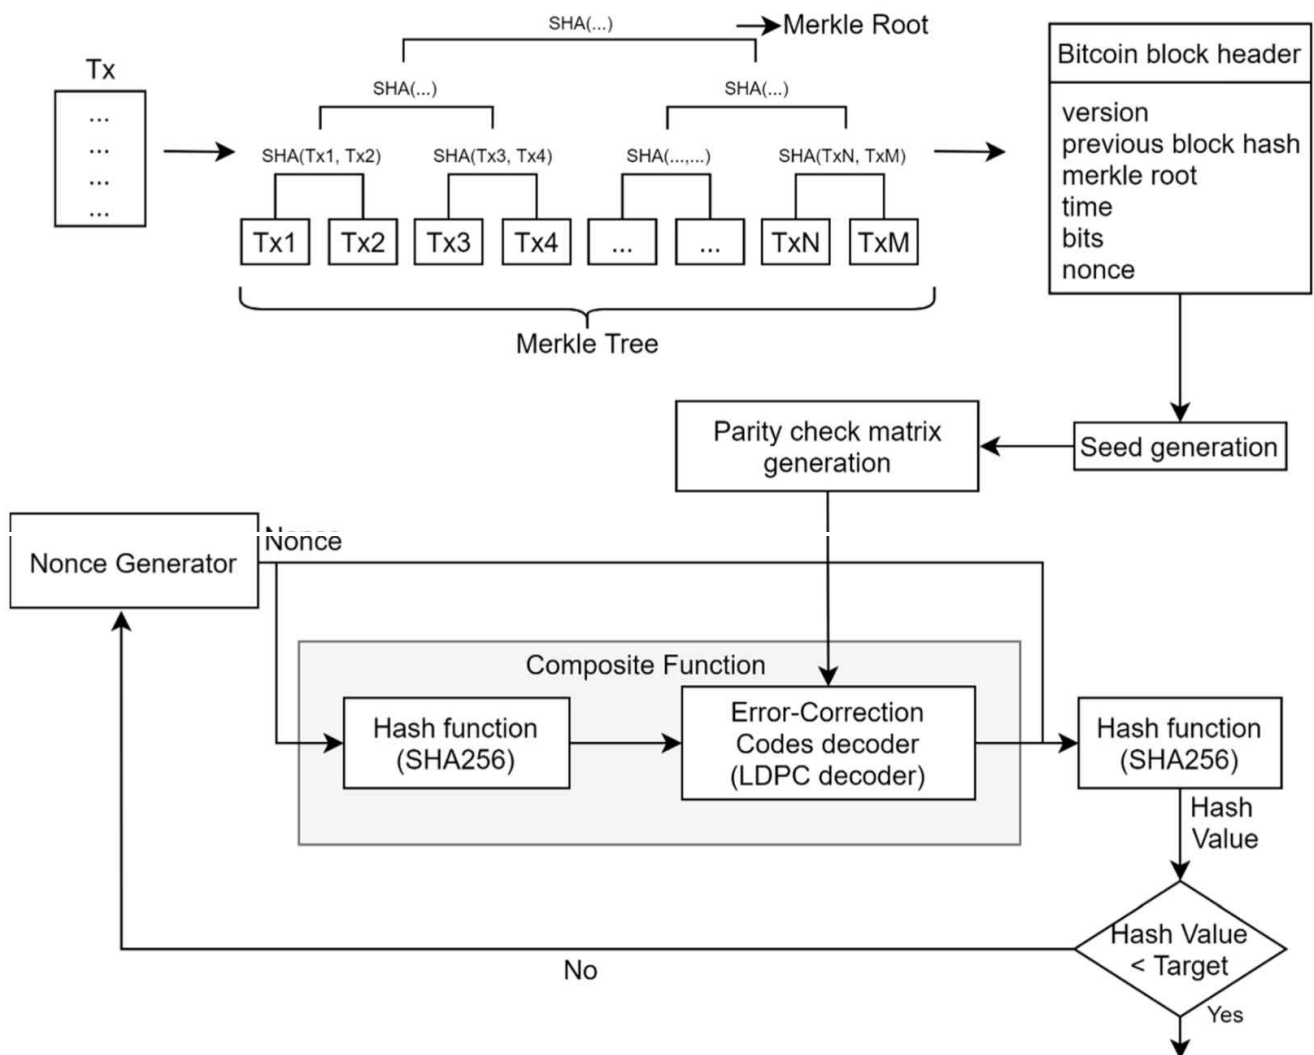 SHA(...)
Merkle Root
Tx
...
...
...
...
SHA(...)
SHA(...)
SHA(Tx1, Tx2)
SHA(Tx3, Tx4)
SHA(...,...)
SHA(TxN, TxM)
Tx1
Tx2
Tx3
Tx4
...
...
TxN
TxM
Merkle Tree
Bitcoin block header
version
previous block hash
merkle root
time
bits
nonce
Seed generation
Parity check matrix
generation
Nonce Generator
Nonce
Composite Function
Hash function
(SHA256)
Error-Correction
Codes decoder
(LDPC decoder)
Hash function
(SHA256)
Hash
Value
Hash Value
< Target
No
Yes